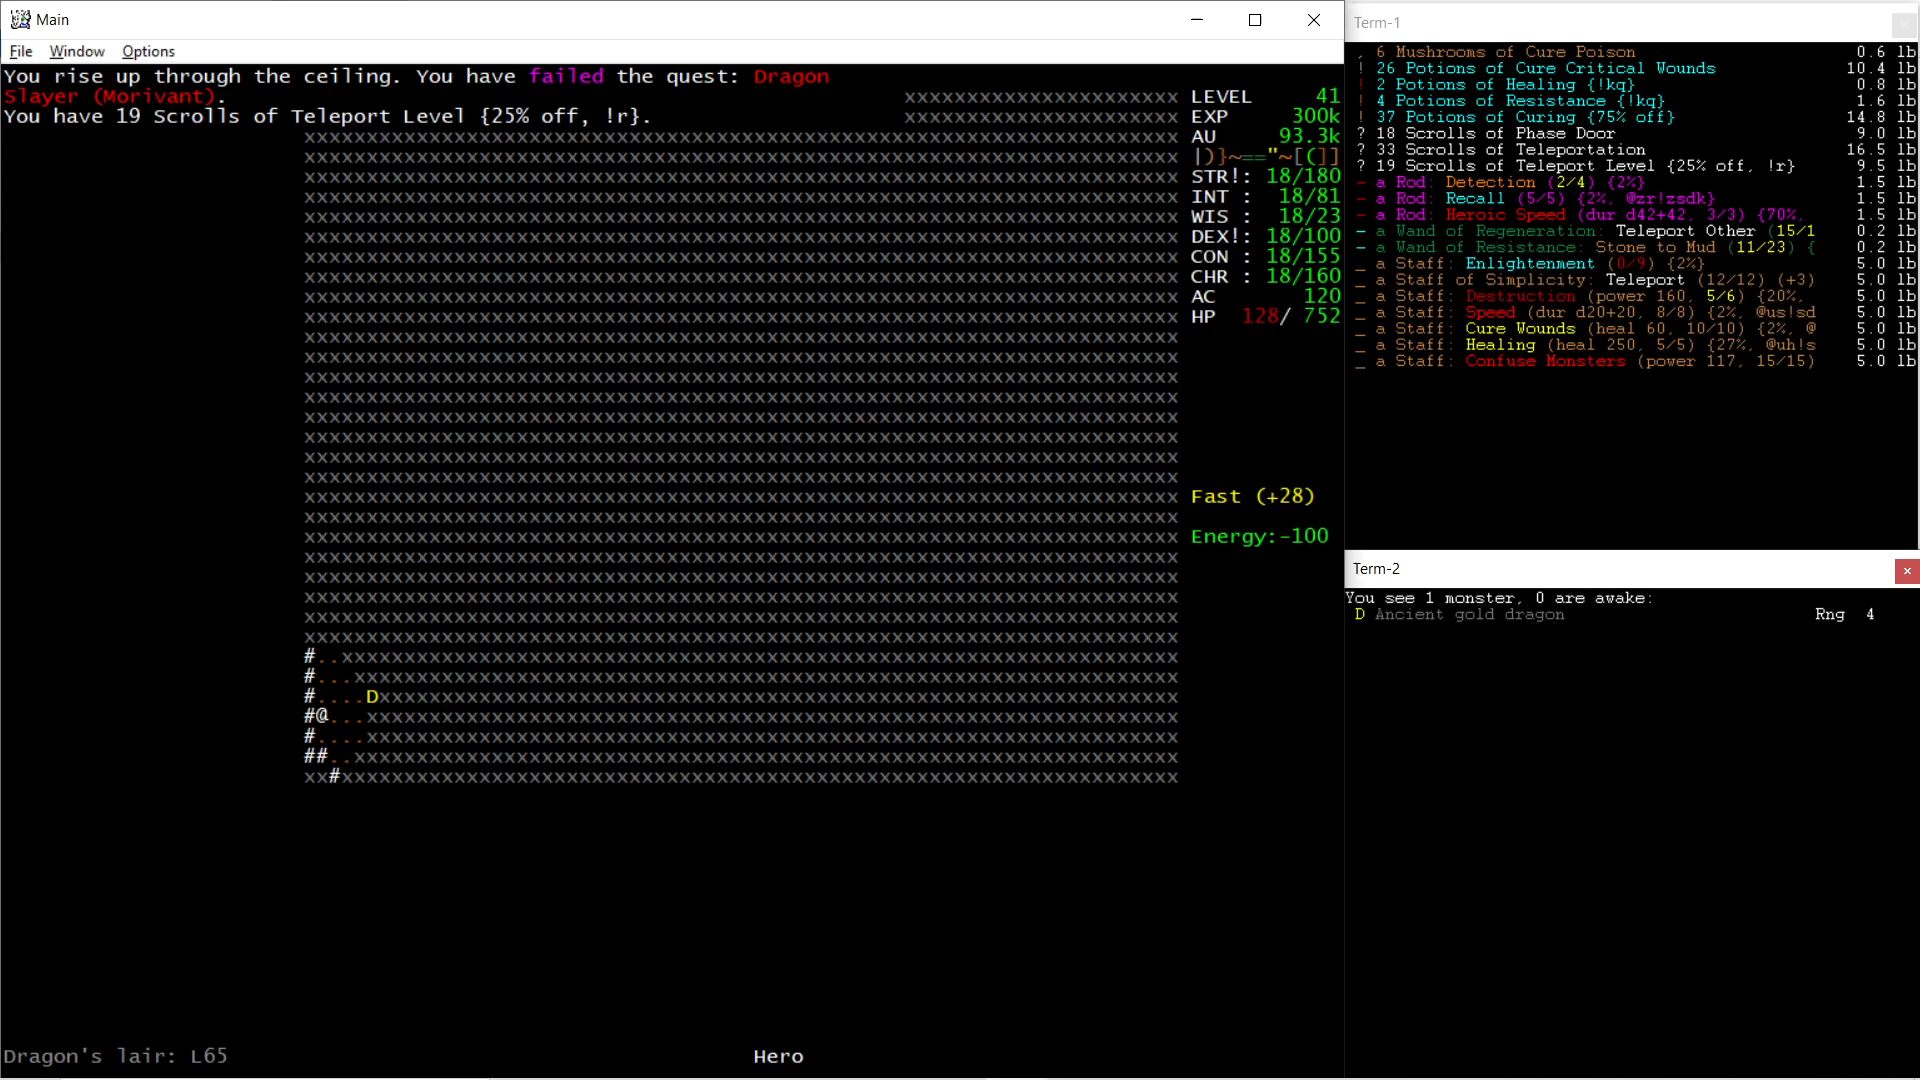 Main
File Window Options
You rise up through the ceiling. You have failed the quest: Dragon
Slayer (Morivant).
You have 19 Scrolls of Teleport Level {25% off, !r}.
LEVEL 41
EXP 300k
AU 93.3k
|)}~=="~[(]]
STR!: 18/180
INT : 18/81
WIS : 18/23
DEX!: 18/100
CON : 18/155
CHR : 18/160
AC 120
HP 128/ 752
Fast (+28)
Energy:-100
#..
#...
#....D
#@...
#....
##..
#
Dragon's lair: L65
Hero
Term-1
, 6 Mushrooms of Cure Poison 0.6 lb
! 26 Potions of Cure Critical Wounds 10.4 lb
! 2 Potions of Healing {!kq} 0.8 lb
! 4 Potions of Resistance {!kq} 1.6 lb
! 37 Potions of Curing {75% off} 14.8 lb
? 18 Scrolls of Phase Door 9.0 lb
? 33 Scrolls of Teleportation 16.5 lb
? 19 Scrolls of Teleport Level {25% off, !r} 9.5 lb
- a Rod: Detection (2/4) {2%} 1.5 lb
- a Rod: Recall (5/5) {2%, @zr!zsdk} 1.5 lb
- a Rod: Heroic Speed (dur d42+42, 3/3) {70%, 1.5 lb
- a Wand of Regeneration: Teleport Other (15/1 0.2 lb
- a Wand of Resistance: Stone to Mud (11/23) { 0.2 lb
_ a Staff: Enlightenment (0/9) {2%} 5.0 lb
_ a Staff of Simplicity: Teleport (12/12) (+3) 5.0 lb
_ a Staff: Destruction (power 160, 5/6) {20%, 5.0 lb
_ a Staff: Speed (dur d20+20, 8/8) {2%, @us!sd 5.0 lb
_ a Staff: Cure Wounds (heal 60, 10/10) {2%, @ 5.0 lb
_ a Staff: Healing (heal 250, 5/5) {27%, @uh!s 5.0 lb
_ a Staff: Confuse Monsters (power 117, 15/15) 5.0 lb
Term-2
You see 1 monster, 0 are awake:
D Ancient gold dragon Rng 4